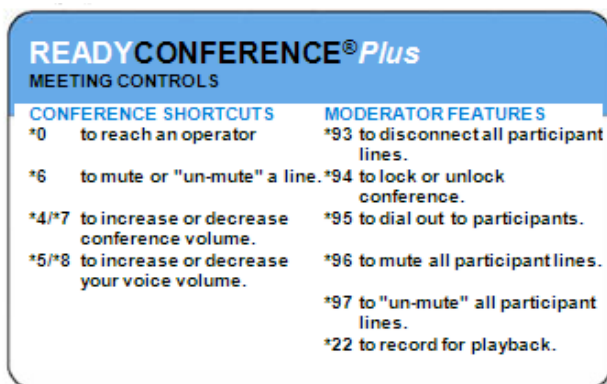 READYCONFERENCE®Plus
MEETING CONTROLS
CONFERENCE SHORTCUTS
*0 to reach an operator
*6 to mute or "un-mute" a line.
*4/*7 to increase or decrease
conference volume.
*5/*8 to increase or decrease
your voice volume.
MODERATOR FEATURES
*93 to disconnect all participant
lines.
*94 to lock or unlock
conference.
*95 to dial out to participants.
*96 to mute all participant lines.
*97 to "un-mute" all participant
lines.
*22 to record for playback.